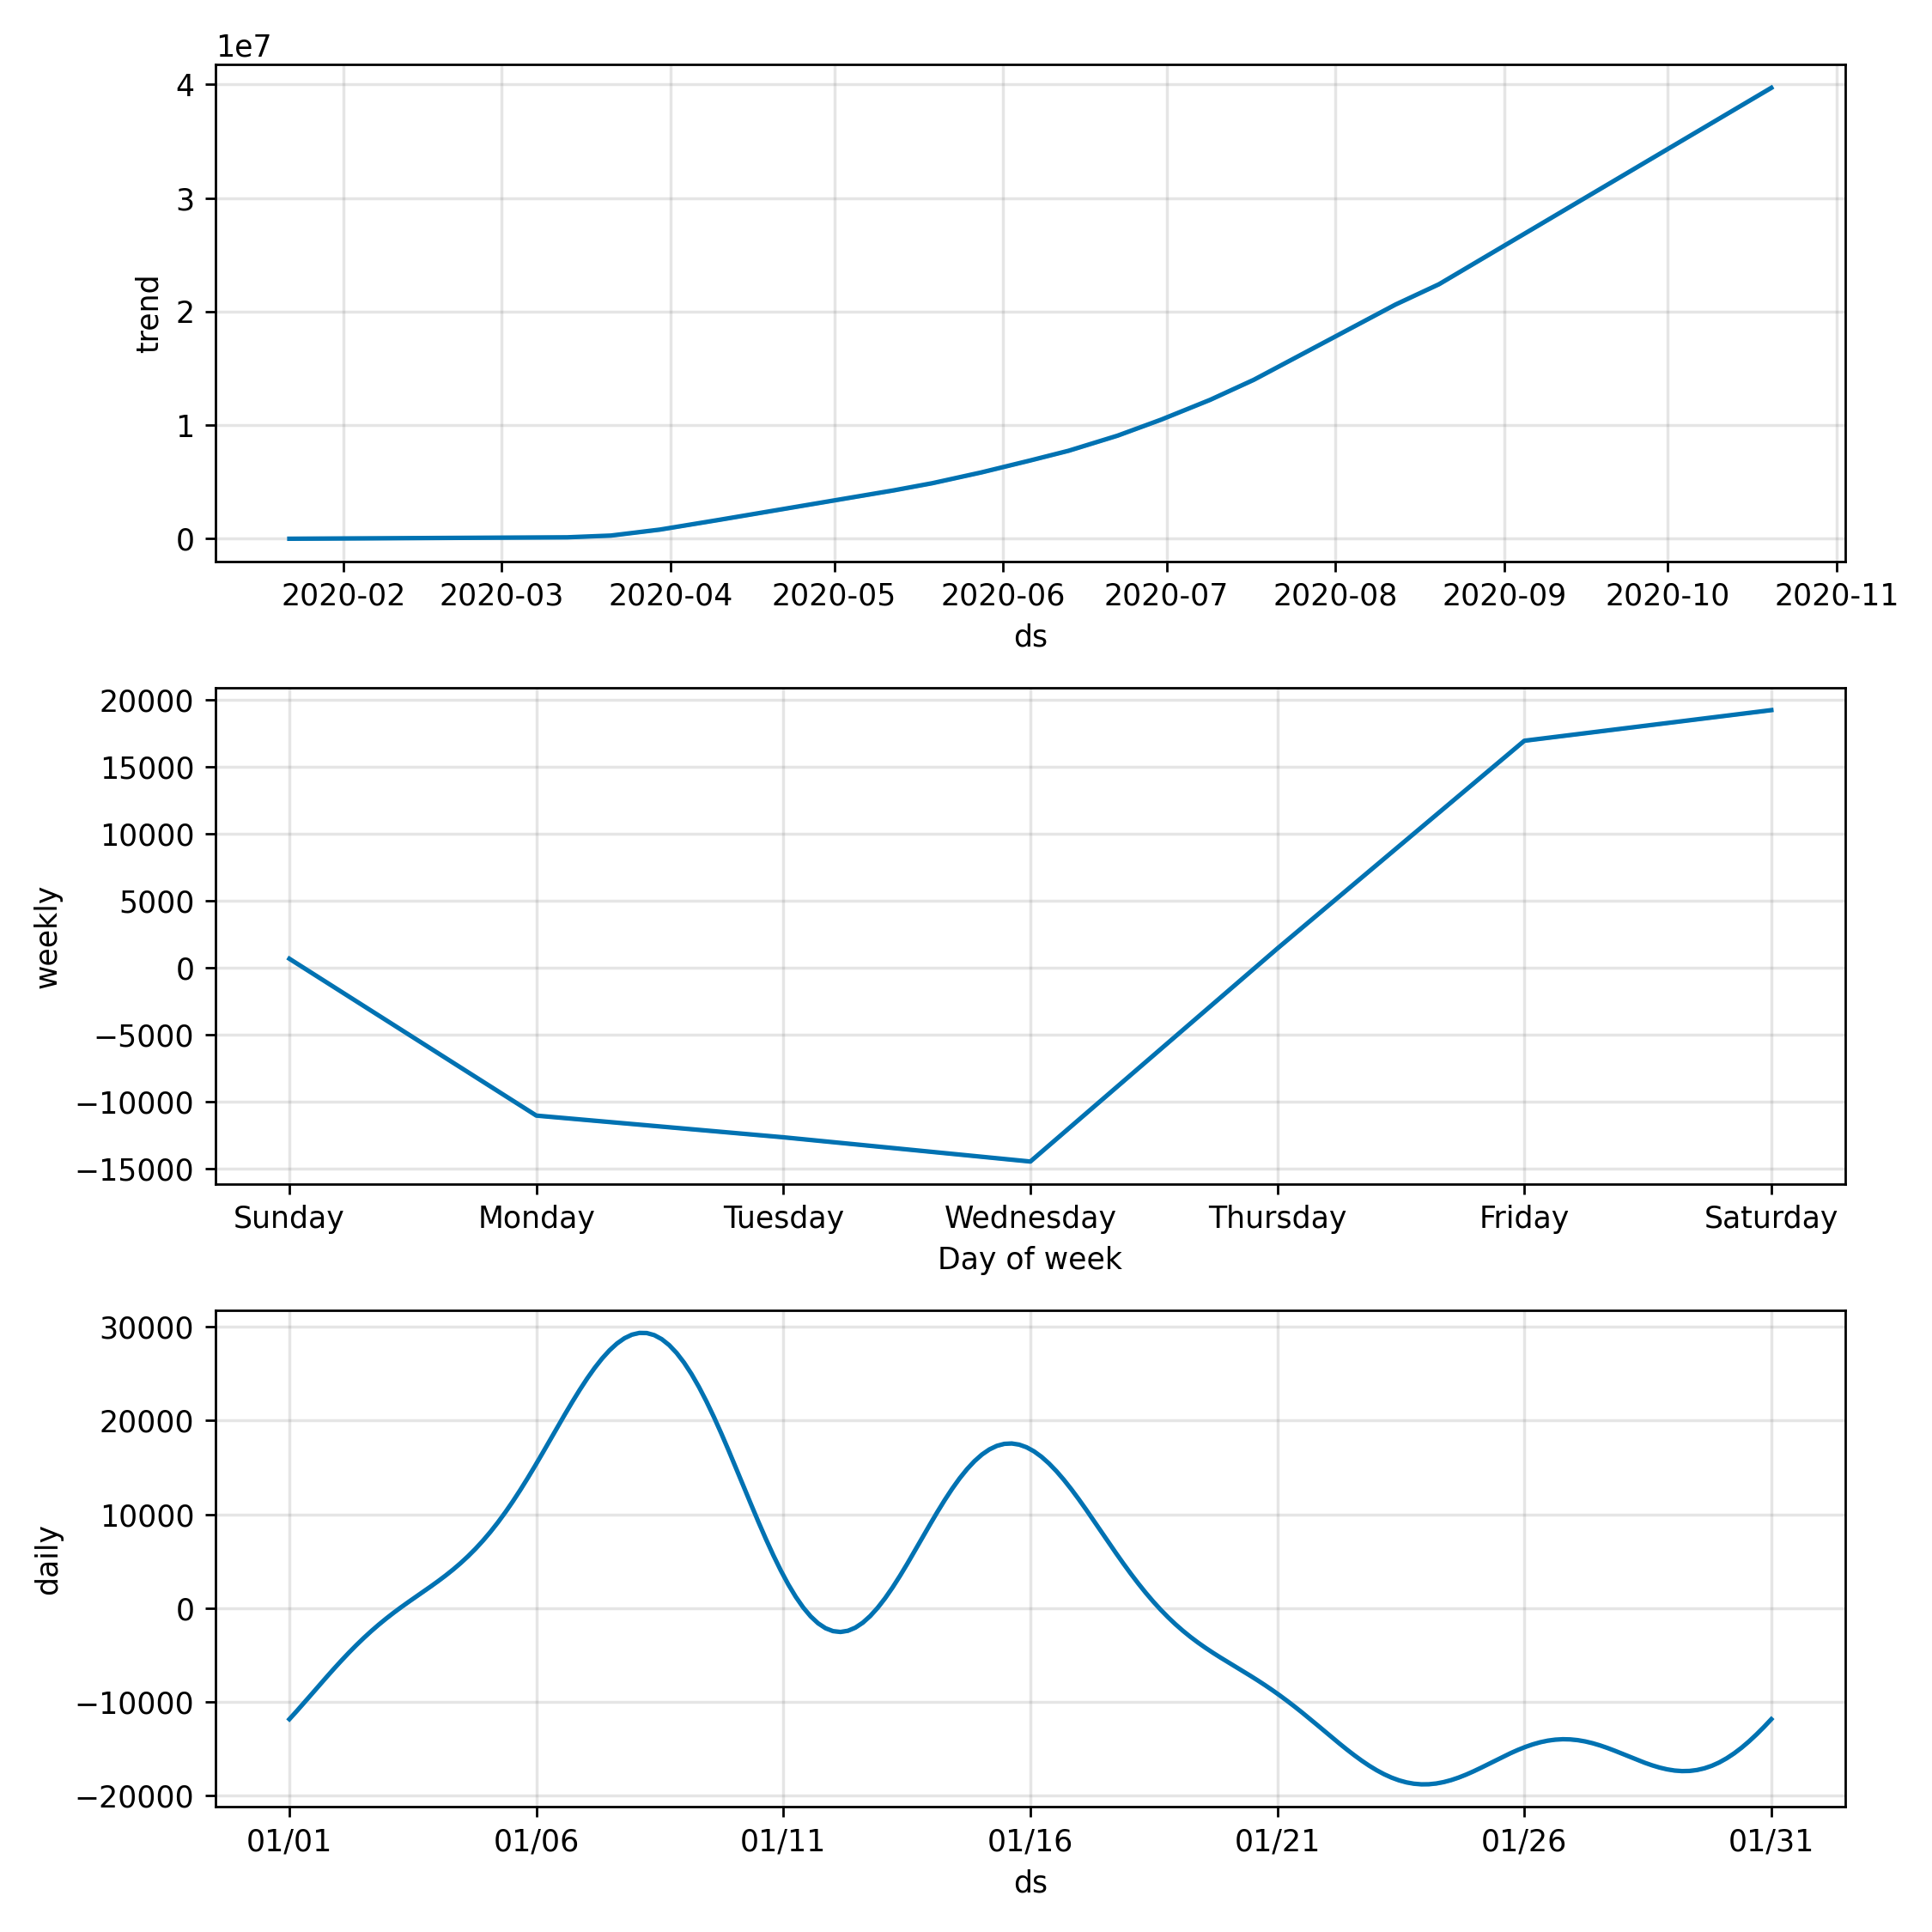 1e7
4
3
2
1
0
trend
2020-02 2020-03 2020-04 2020-05 2020-06 2020-07 2020-08 2020-09 2020-10 2020-11
ds
20000
15000
10000
5000
0
−5000
−10000
−15000
weekly
Sunday Monday Tuesday Wednesday Thursday Friday Saturday
Day of week
30000
20000
10000
0
−10000
−20000
daily
01/01 01/06 01/11 01/16 01/21 01/26 01/31
ds